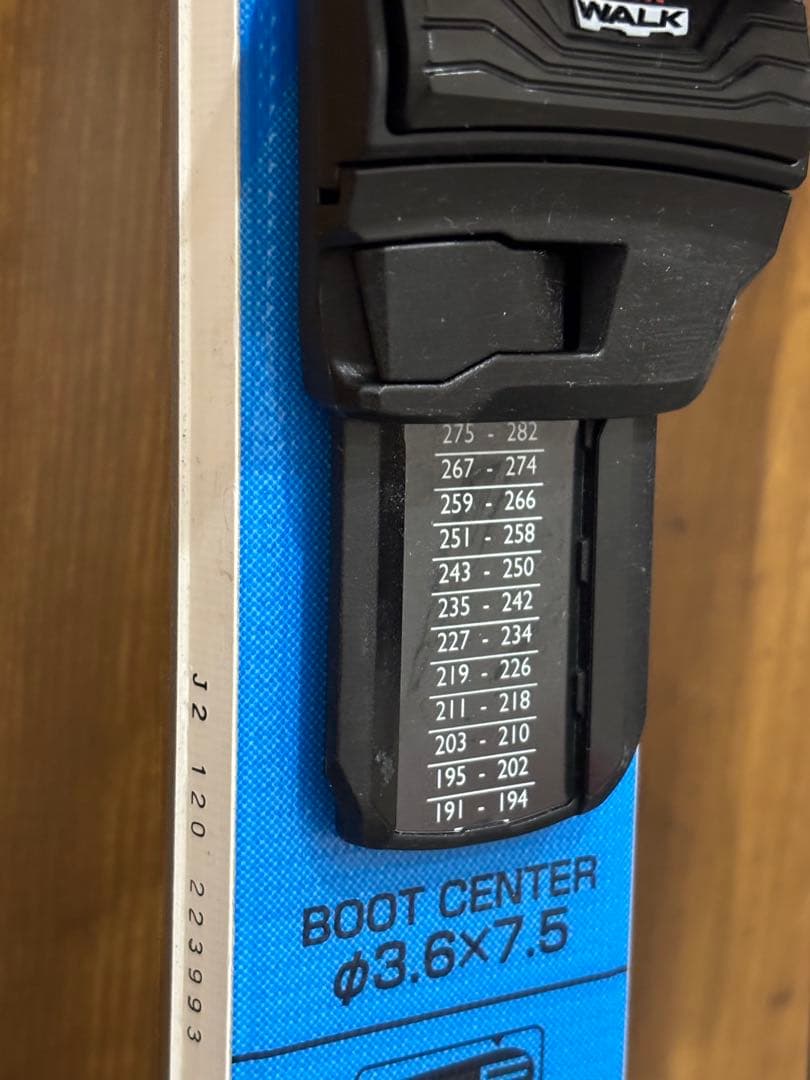 WALK
275 - 282
267 - 274
259 - 266
251 - 258
243 - 250
235 - 242
227 - 234
219 - 226
211 - 218
203 - 210
195 - 202
191 - 194
BOOT CENTER
φ3.6×7.5
J2 120 223993